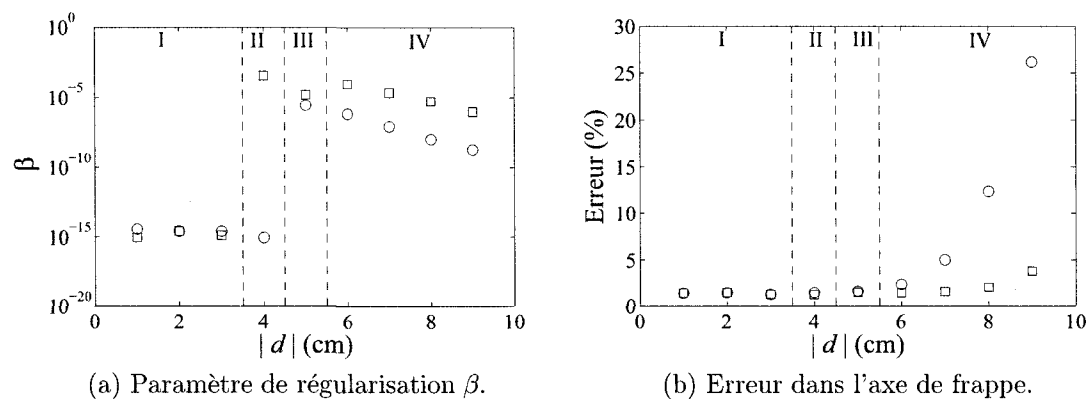 10⁰
10⁻⁵
10⁻¹⁰
10⁻¹⁵
10⁻²⁰
β
I II III IV
0 2 4 6 8 10
| d | (cm)
(a) Paramètre de régularisation β.
30
25
20
15
10
5
0
Erreur (%)
I II III IV
0 2 4 6 8 10
| d | (cm)
(b) Erreur dans l'axe de frappe.